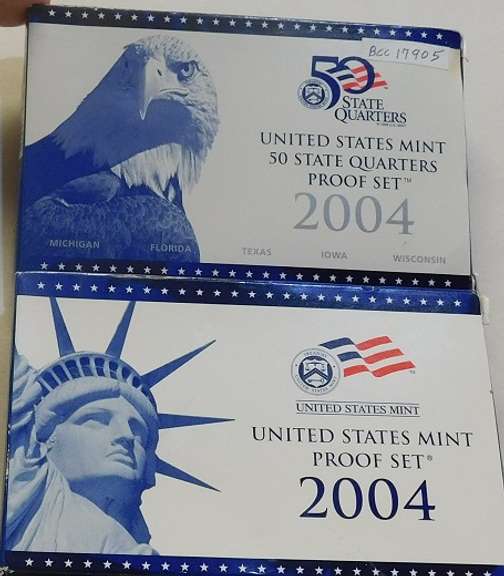 BCC 17905
50
STATE
QUARTERS
UNITED STATES MINT
50 STATE QUARTERS
PROOF SET™
2004
MICHIGAN FLORIDA TEXAS IOWA WISCONSIN
UNITED STATES MINT
UNITED STATES MINT
PROOF SET®
2004